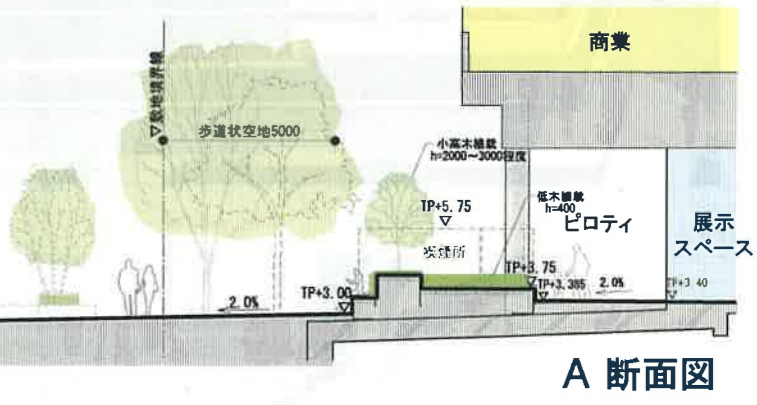 商業
▽敷地境界線
歩道状空地5000
小高木植栽
h=2000～3000程度
低木植栽
h=400
TP+5.75
▽
ピロティ
展示
スペース
喫煙所
TP+3.75
TP+3.00
▽
2.0%
TP+3.385
2.0%
TP+3.40
A 断面図